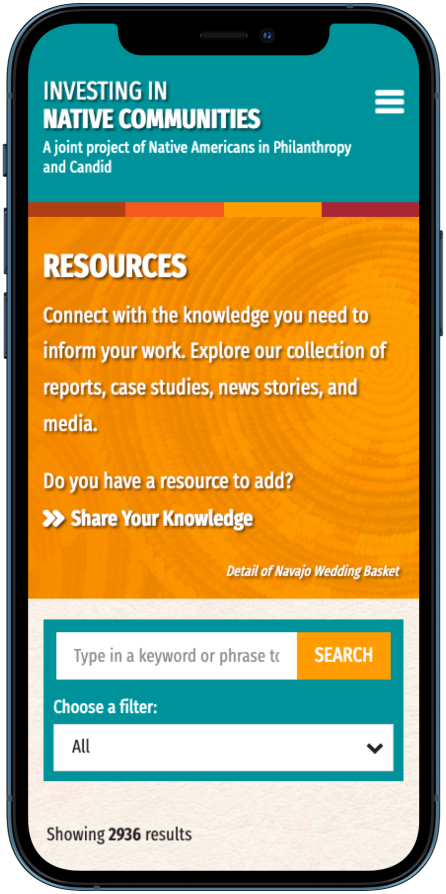 INVESTING IN
NATIVE COMMUNITIES
A joint project of Native Americans in Philanthropy
and Candid
RESOURCES
Connect with the knowledge you need to
inform your work. Explore our collection of
reports, case studies, news stories, and
media.
Do you have a resource to add?
Share Your Knowledge
Detail of Navajo Wedding Basket
Type in a keyword or phrase to
SEARCH
Choose a filter:
All
Showing 2936 results